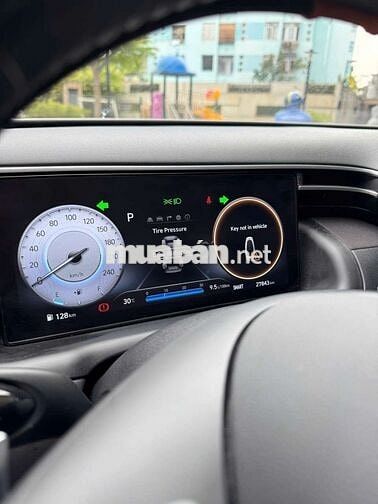 P
Tire Pressure
Key not in vehicle
muaban.net
km/h
0
20
40
60
80
100
120
140
160
180
200
220
240
30°C
9.5 L/100km
SMART
27843 km
128 km
E
F